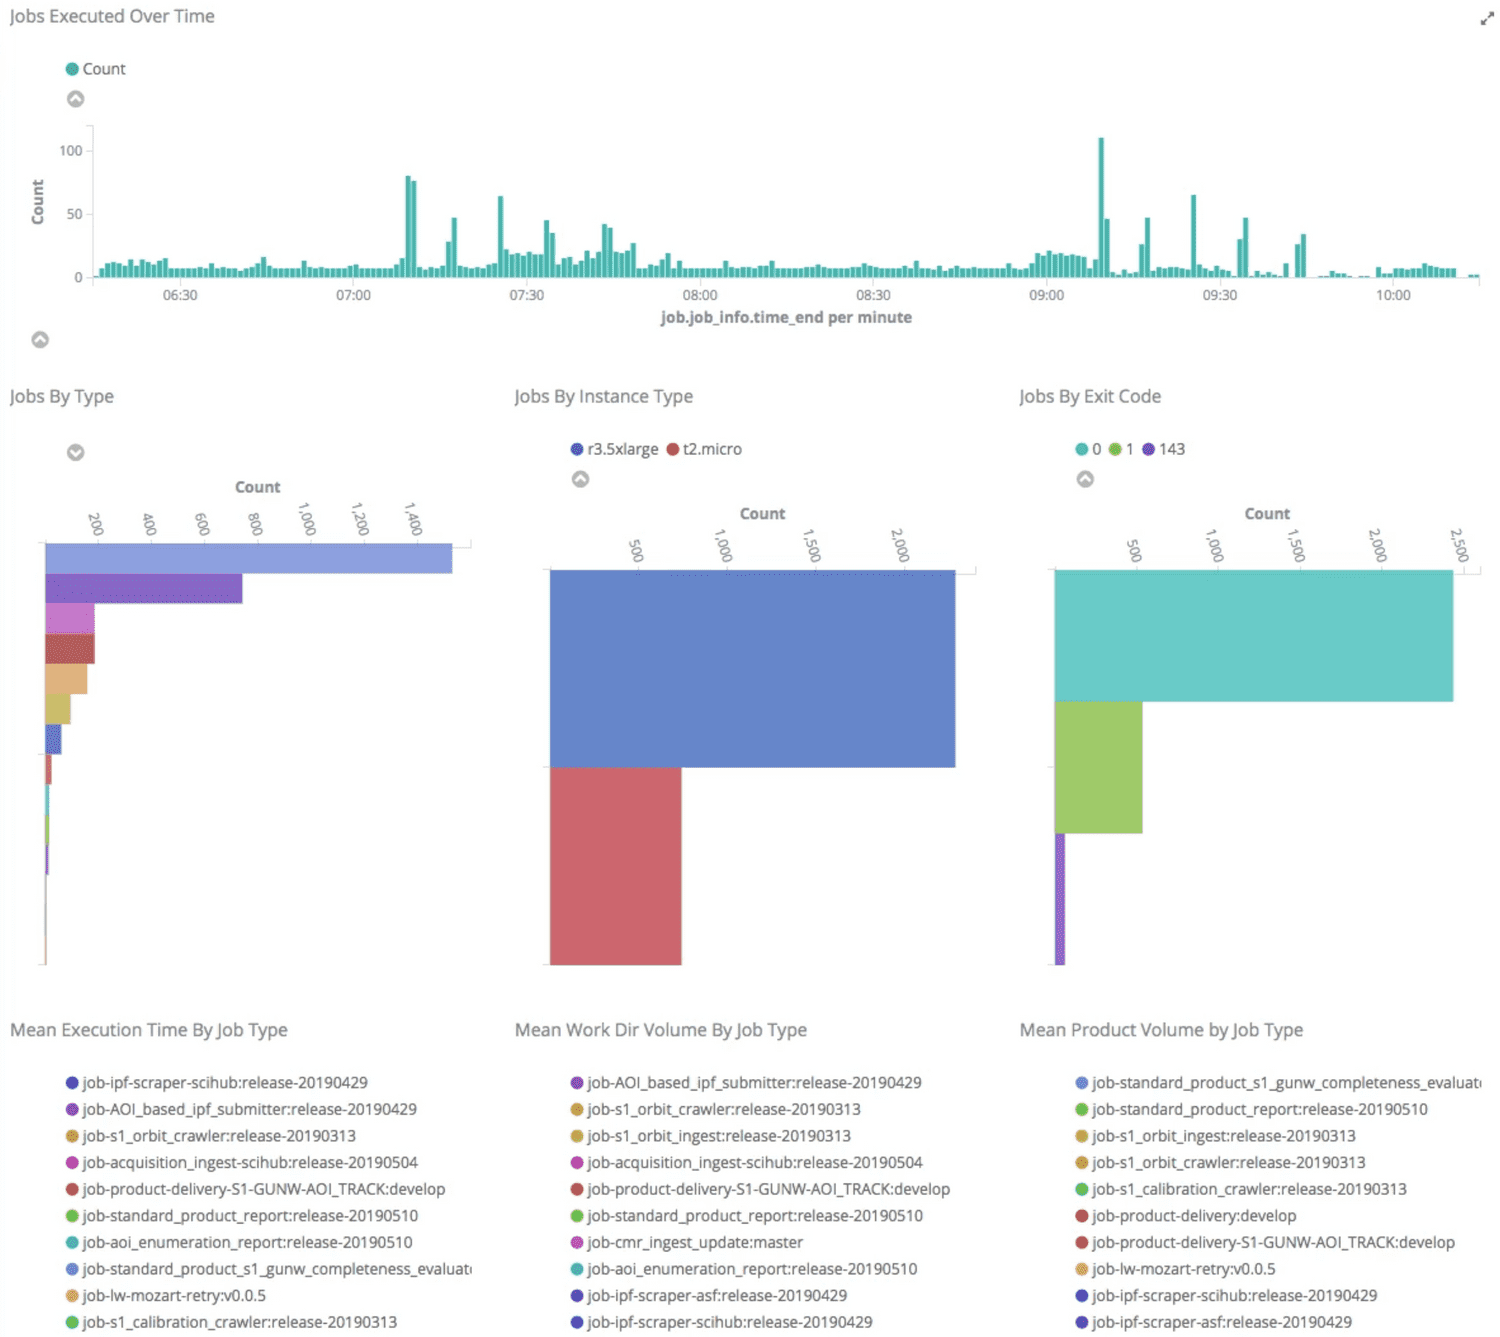 Jobs Executed Over Time
Count
100
50
0
Count
06:30 07:00 07:30 08:00 08:30 09:00 09:30 10:00
job.job_info.time_end per minute
Jobs By Type
Count
200 400 600 800 1,000 1,200 1,400
Jobs By Instance Type
r3.5xlarge t2.micro
Count
500 1,000 1,500 2,000
Jobs By Exit Code
0 1 143
Count
500 1,000 1,500 2,000 2,500
Mean Execution Time By Job Type
job-ipf-scraper-scihub:release-20190429
job-AOI_based_ipf_submitter:release-20190429
job-s1_orbit_crawler:release-20190313
job-acquisition_ingest-scihub:release-20190504
job-product-delivery-S1-GUNW-AOI_TRACK:develop
job-standard_product_report:release-20190510
job-aoi_enumeration_report:release-20190510
job-standard_product_s1_gunw_completeness_evaluat
job-lw-mozart-retry:v0.0.5
job-s1_calibration_crawler:release-20190313
Mean Work Dir Volume By Job Type
job-AOI_based_ipf_submitter:release-20190429
job-s1_orbit_crawler:release-20190313
job-s1_orbit_ingest:release-20190313
job-acquisition_ingest-scihub:release-20190504
job-product-delivery-S1-GUNW-AOI_TRACK:develop
job-standard_product_report:release-20190510
job-cmr_ingest_update:master
job-aoi_enumeration_report:release-20190510
job-ipf-scraper-asf:release-20190429
job-ipf-scraper-scihub:release-20190429
Mean Product Volume by Job Type
job-standard_product_s1_gunw_completeness_evaluat
job-standard_product_report:release-20190510
job-s1_orbit_ingest:release-20190313
job-s1_orbit_crawler:release-20190313
job-s1_calibration_crawler:release-20190313
job-product-delivery:develop
job-product-delivery-S1-GUNW-AOI_TRACK:develop
job-lw-mozart-retry:v0.0.5
job-ipf-scraper-scihub:release-20190429
job-ipf-scraper-asf:release-20190429